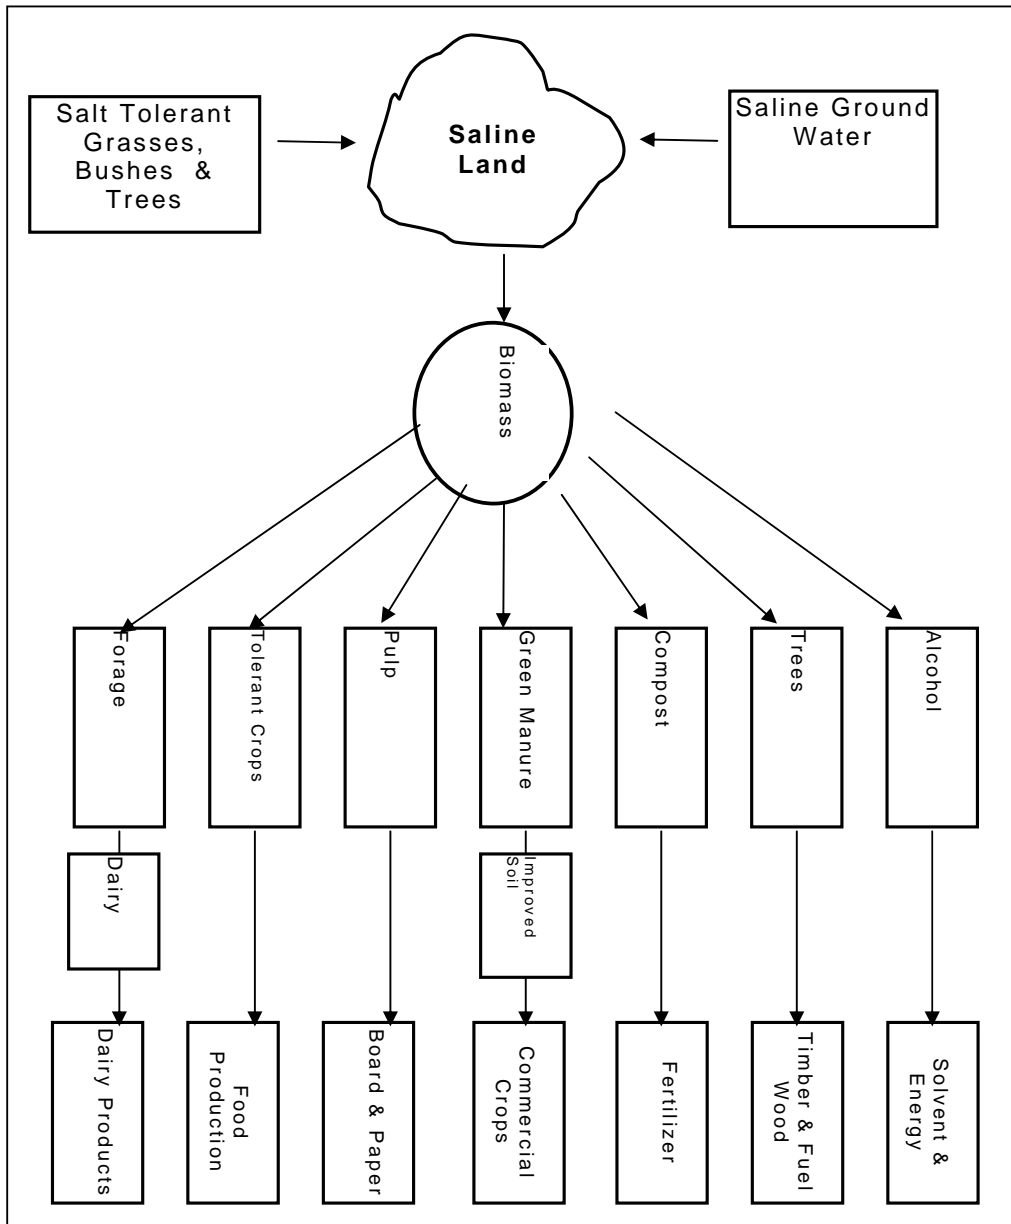 Salt Tolerant
Grasses,
Bushes & 
Trees
Saline
Land
Saline Ground
Water
Biomass
Forage
Tolerant Crops
Pulp
Green Manure
Compost
Trees
Alcohol
Dairy
Improved
Soil
Dairy Products
Food
Production
Board & Paper
Commercial
Crops
Fertilizer
Timber & Fuel
Wood
Solvent &
Energy